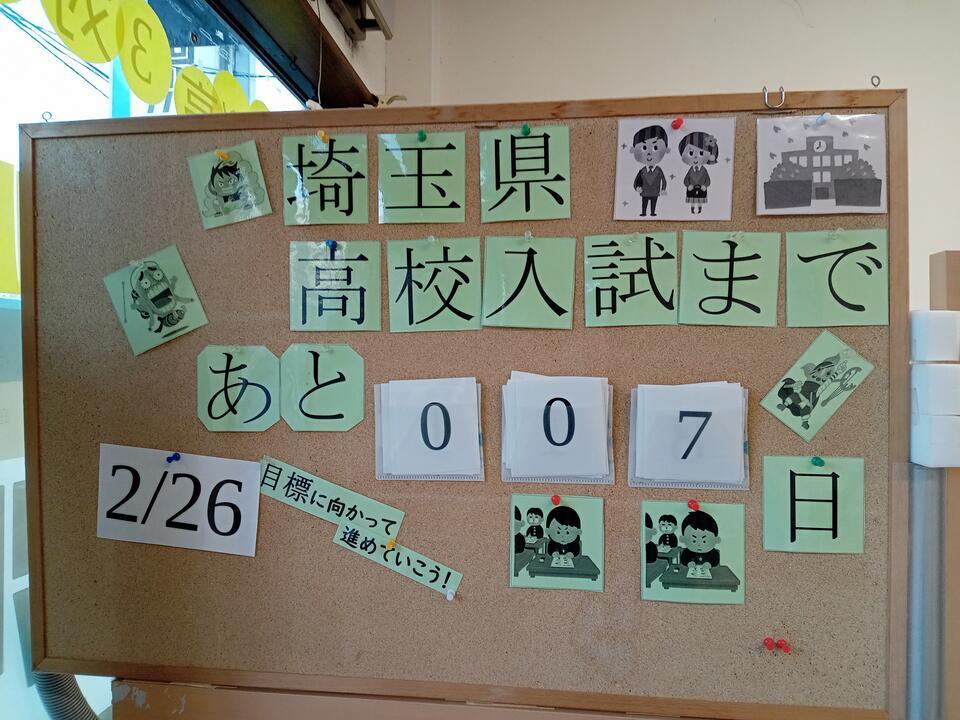 埼玉県
高校入試まで
あと 0 0 7 日
2/26
目標に向かって
進めていこう!
3